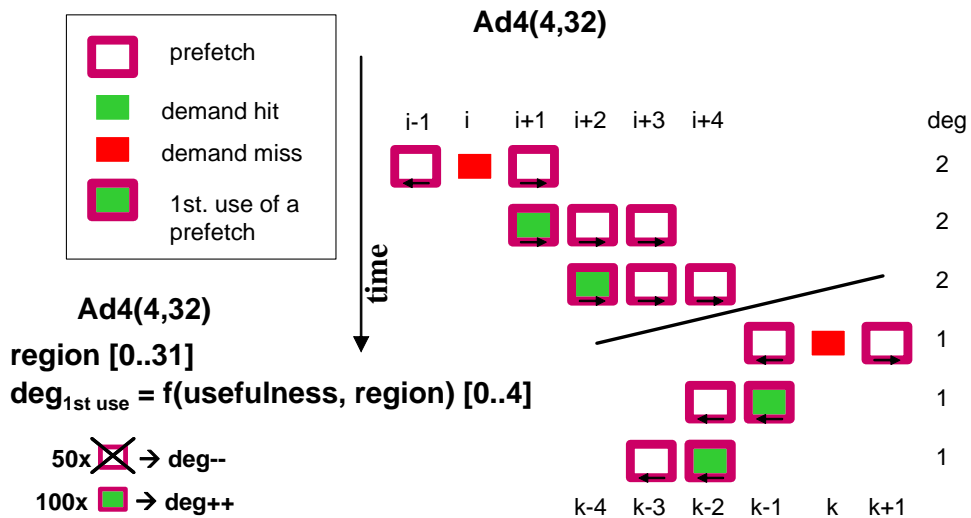 Ad4(4,32)
prefetch
demand hit
demand miss
1st. use of a
prefetch
time
i-1 i i+1 i+2 i+3 i+4 deg
2
2
2
1
1
1
k-4 k-3 k-2 k-1 k k+1
Ad4(4,32)
region [0..31]
deg1st use = f(usefulness, region) [0..4]
50x → deg--
100x → deg++